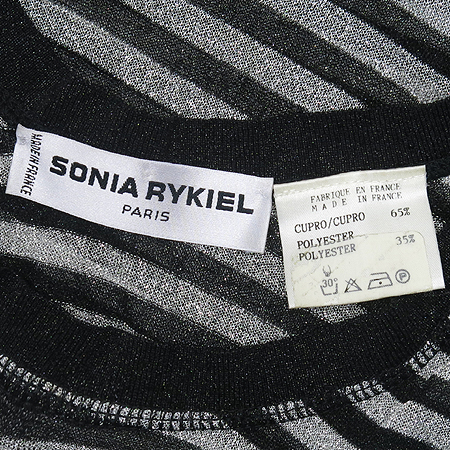 MADE IN FRANCE
SONIA RYKIEL
PARIS
FABRIQUE EN FRANCE
MADE IN FRANCE
CUPRO/CUPRO 65%
POLYESTER
POLYESTER 35%
30°
P